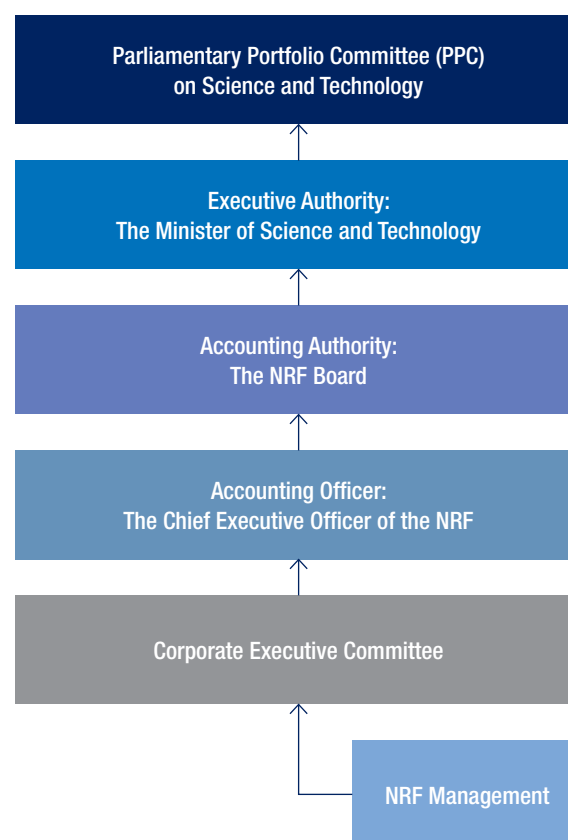 Parliamentary Portfolio Committee (PPC)
on Science and Technology
Executive Authority:
The Minister of Science and Technology
Accounting Authority:
The NRF Board
Accounting Officer:
The Chief Executive Officer of the NRF
Corporate Executive Committee
NRF Management